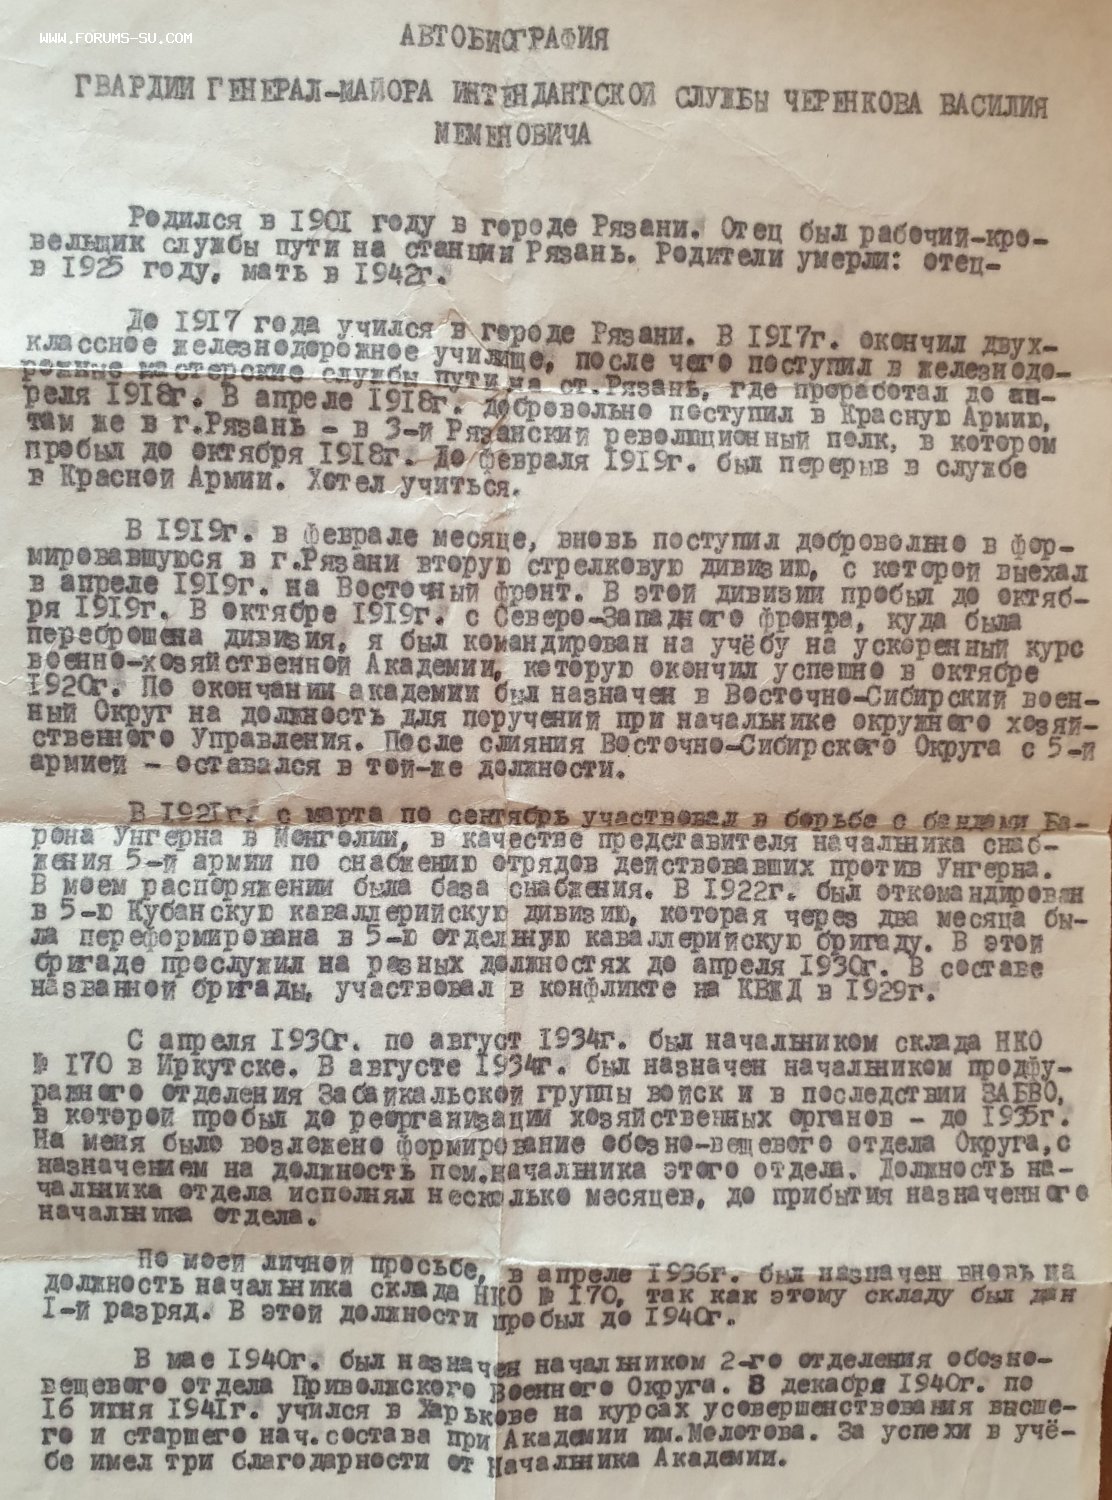 WWW.FORUMS-SU.COM
АВТОБИОГРАФИЯ
ГВАРДИИ ГЕНЕРАЛ-МАЙОРА ИНТЕНДАНТСКОЙ СЛУЖБЫ ЧЕРЕНКОВА ВАСИЛИЯ
МЕМЕНОВИЧА
Родился в 1901 году в городе Рязани. Отец был рабочий-кро-
вельщик службы пути на станции Рязань. Родители умерли: отец-
в 1925 году, мать в 1942г.
До 1917 года учился в городе Рязани. В 1917г. окончил двух-
классное железнодорожное училище, после чего поступил в железнодо-
рожные мастерские службы пути на ст.Рязань, где проработал до ап-
реля 1918г. В апреле 1918г. добровольно поступил в Красную Армию,
там же в г.Рязань - в 3-й Рязанский революционный полк, в котором
пробыл до октября 1918г. До февраля 1919г. был перерыв в службе
в Красной Армии. Хотел учиться.
В 1919г. в феврале месяце, вновь поступил добровольно в фор-
мировавшуюся в г.Рязани вторую стрелковую дивизию, с которой выехал
в апреле 1919г. на Восточный фронт. В этой дивизии пробыл до октяб-
ря 1919г. В октябре 1919г. с Северо-Западного фронта, куда была
переброшена дивизия, я был командирован на учёбу на ускоренный курс
военно-хозяйственной Академии, которую окончил успешно в октябре
1920г. По окончании академии был назначен в Восточно-Сибирский воен-
ный Округ на должность для поручений при начальнике окружного хозяй-
ственного Управления. После слияния Восточно-Сибирского Округа с 5-й
армией - оставался в той-же должности.
В 1921г. с марта по сентябрь участвовал в борьбе с бандами Ба-
рона Унгерна в Монголии, в качестве представителя начальника снаб-
жения 5-й армии по снабжению отрядов действовавших против Унгерна.
В моем распоряжении была база снабжения. В 1922г. был откомандирован
в 5-ю Кубанскую каваллерийскую дивизию, которая через два месяца бы-
ла переформирована в 5-ю отдельную каваллерийскую бригаду. В этой
бригаде прослужил на разных должностях до апреля 1930г. В составе
названной бригады, участвовал в конфликте на КВЖД в 1929г.
С апреля 1930г. по август 1934г. был начальником склада НКО
№ 170 в Иркутске. В августе 1934г. был назначен начальником продфу-
ражного отделения Забайкальской группы войск и в последствии ЗАБВО,
в которой пробыл до реорганизации хозяйственных органов - до 1935г.
На меня было возложено формирование обозно-вещевого отдела Округа,с
назначением на должность пом.начальника этого отдела. Должность на-
чальника отдела исполнял несколько месяцев, до прибытия назначенного
начальника отдела.
По моей личной просьбе, в апреле 1936г. был назначен вновь на
должность начальника склада НКО № 170, так как этому складу был дан
1-й разряд. В этой должности пробыл до 1940г.
В мае 1940г. был назначен начальником 2-го отделения обозно-
вещевого отдела Приволжского Военного Округа. В декабря 1940г. по
16 июня 1941г. учился в Харькове на курсах усовершенствования высше-
го и старшего нач.состава при Академии им.Молотова. За успехи в учё-
бе имел три благодарности от Начальника Академии.